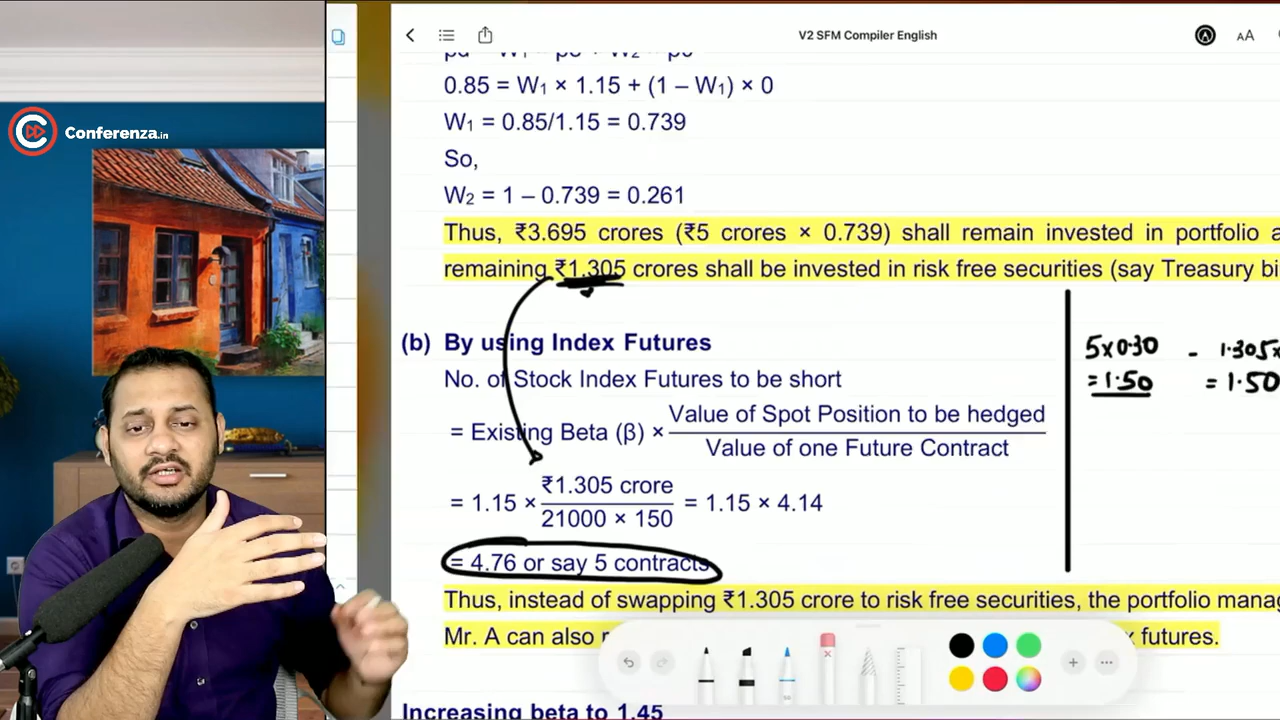 V2 SFM Compiler English
AA
Conferenza.in
0.85 = W₁ × 1.15 + (1 – W₁) × 0
W₁ = 0.85/1.15 = 0.739
So,
W₂ = 1 – 0.739 = 0.261
Thus, ₹3.695 crores (₹5 crores × 0.739) shall remain invested in portfolio
remaining ₹1.305 crores shall be invested in risk free securities (say Treasury
(b) By using Index Futures
No. of Stock Index Futures to be short
= Existing Beta (β) × Value of Spot Position to be hedged
Value of one Future Contract
= 1.15 × ₹1.305 crore = 1.15 × 4.14
21000 × 150
= 4.76 or say 5 contracts
5x0.30 - 1.305x
= 1.50 = 1.50
Thus, instead of swapping ₹1.305 crore to risk free securities, the portfolio
Mr. A can also futures.
Increasing beta to 1.45